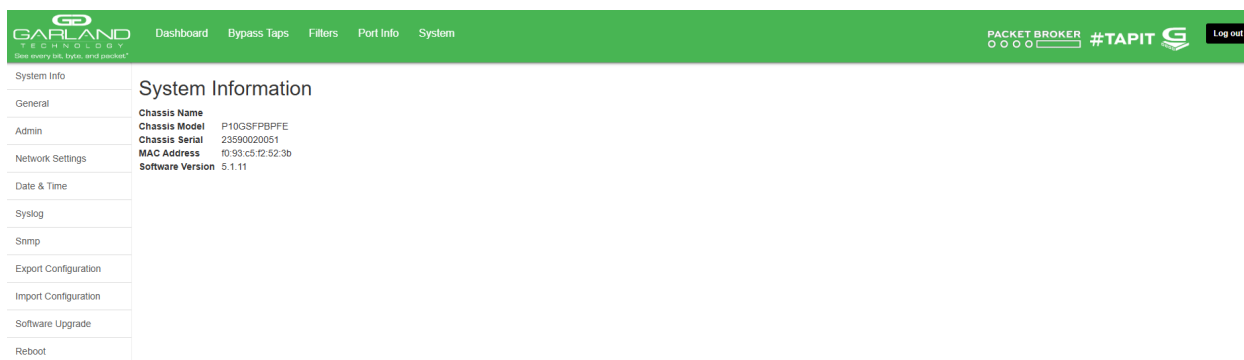 GARLAND
TECHNOLOGY
See every bit, byte, and packet®
Dashboard Bypass Taps Filters Port Info System
PACKET BROKER
#TAPIT
Log out
System Info
General
Admin
Network Settings
Date & Time
Syslog
Snmp
Export Configuration
Import Configuration
Software Upgrade
Reboot
System Information
Chassis Name
Chassis Model P10GSFPBPFE
Chassis Serial 23590020051
MAC Address f0:93:c5:f2:52:3b
Software Version 5.1.11